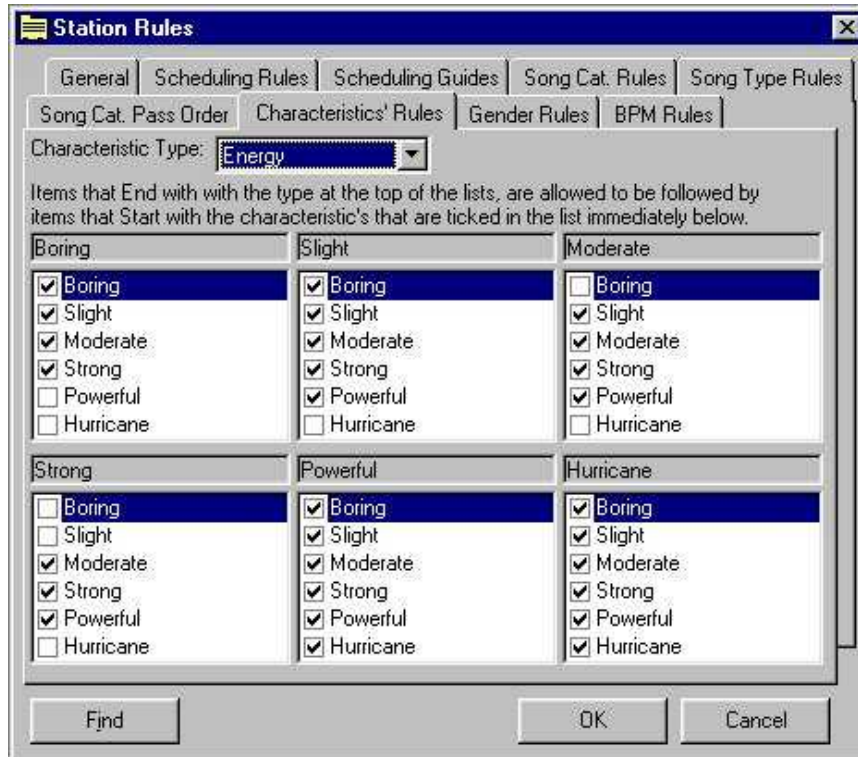 Station Rules
General Scheduling Rules Scheduling Guides Song Cat. Rules Song Type Rules
Song Cat. Pass Order Characteristics' Rules Gender Rules BPM Rules
Characteristic Type: Energy
Items that End with with the type at the top of the lists, are allowed to be followed by
items that Start with the characteristic's that are ticked in the list immediately below.
Boring Slight Moderate
Boring Boring Boring
Slight Slight Slight
Moderate Moderate Moderate
Strong Strong Strong
Powerful Powerful Powerful
Hurricane Hurricane Hurricane
Strong Powerful Hurricane
Boring Boring Boring
Slight Slight Slight
Moderate Moderate Moderate
Strong Strong Strong
Powerful Powerful Powerful
Hurricane Hurricane Hurricane
Find OK Cancel